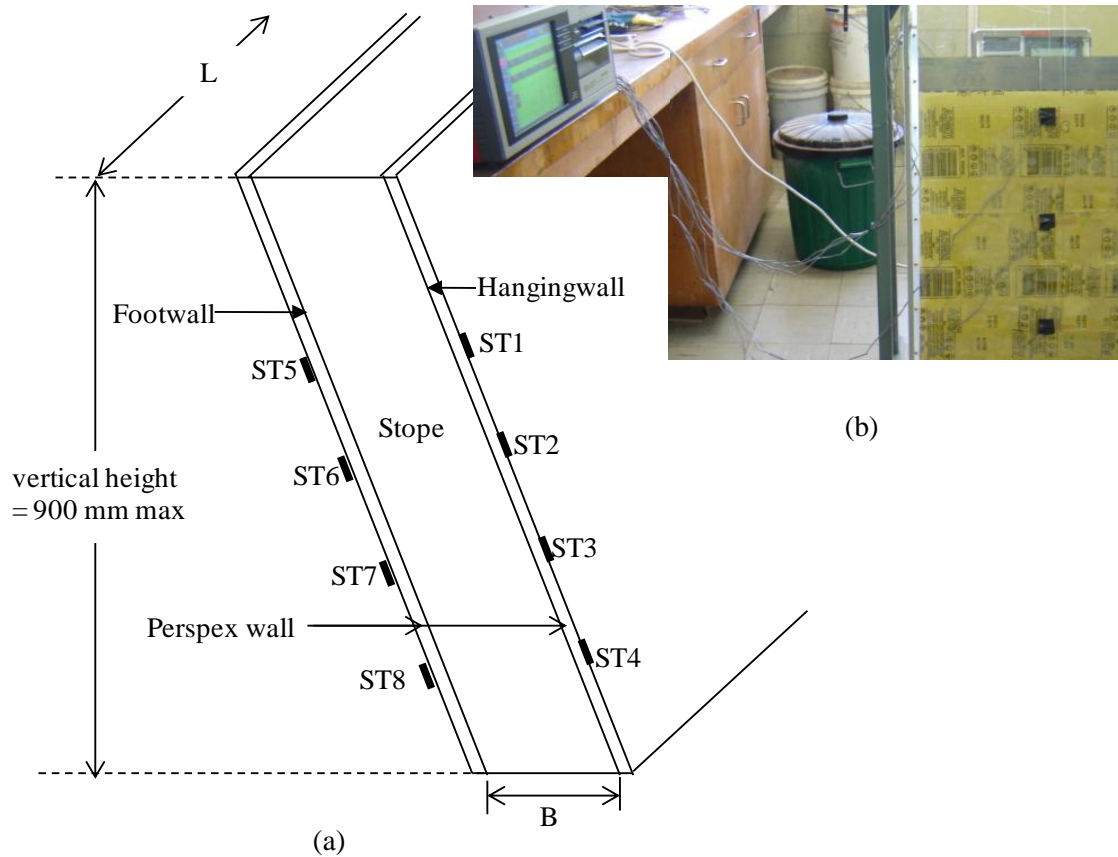 L
Hangingwall
Footwall
ST1
ST5
Stope
ST2
(b)
vertical height
= 900 mm max
ST6
ST3
ST7
Perspex wall
ST4
ST8
B
(a)